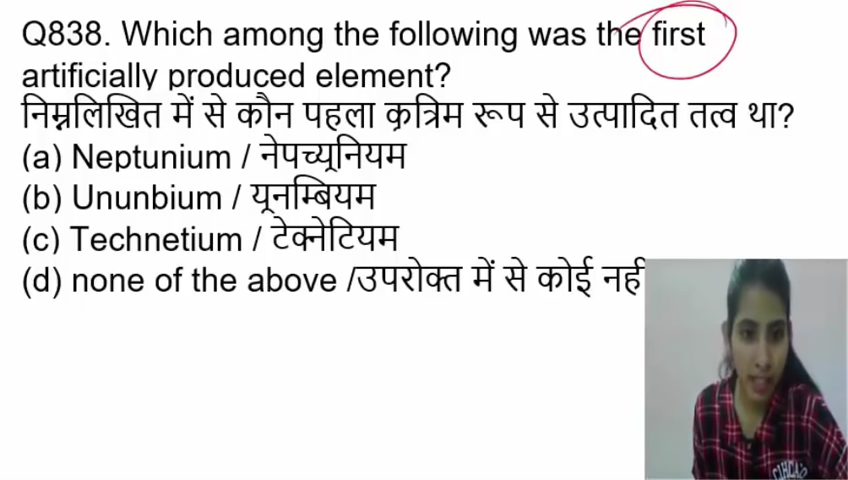 Q838. Which among the following was the first
artificially produced element?
निम्नलिखित में से कौन पहला क़त्रिम रूप से उत्पादित तत्व था?
(a) Neptunium / नेपच्यूनियम
(b) Ununbium / यूनम्बियम
(c) Technetium / टेक्नेटियम
(d) none of the above /उपरोक्त में से कोई नही